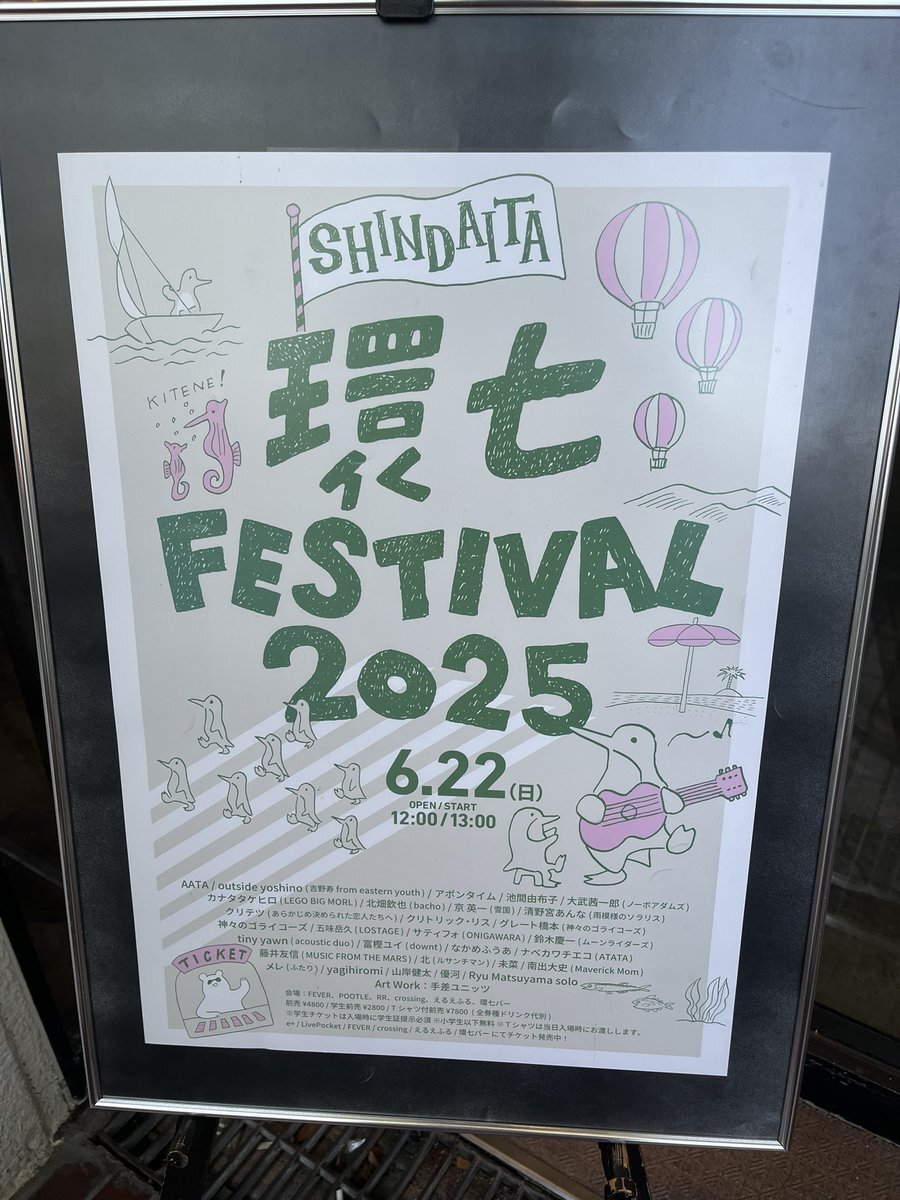 SHINDAITA
環七
FESTIVAL
2025
KITENE!
6.22(日)
OPEN/START
12:00/13:00
AATA / outside yoshino (吉野寿 from eastern youth) / アポンタイム / 池間由布子 / 大武茜一郎 (ノーボアダムズ)
カナタタケヒロ (LEGO BIG MORL) / 北畑欽也 (bacho) / 京 英一 (雪国) / 清野宮あんな (雨模様のソラリス)
クリテツ (あらかじめ決められた恋人たちへ) / クリトリック・リス / グレート橋本 (神々のゴライコーズ)
神々のゴライコーズ / 五味岳久 (LOSTAGE) / サティフォ (ONIGAWARA) / 鈴木慶一 (ムーンライダーズ)
tiny yawn (acoustic duo) / 富樫ユイ (downt) / なかめふうあ / ナベカワチエコ (ATATA)
藤井友信 (MUSIC FROM THE MARS) / 北 (ルサンチマン) / 未菜 / 南出大史 (Maverick Mom)
メレ (ふたり) / yagihiromi / 山岸健太 / 優河 / Ryu Matsuyama solo
Art Work : 手差ユニッツ
TICKET
会場 : FEVER、POOTLE、RR、crossing、えるえふる、環七バー
前売 ¥4800 / 学生前売 ¥2800 / Tシャツ付前売 ¥7800 (全券種ドリンク代別)
※学生チケットは入場時に学生証提示必須 ※小学生以下無料 ※Tシャツは当日入場時にお渡しします。
e+ / LivePocket / FEVER / crossing / えるえふる / 環七バー にてチケット発売中!